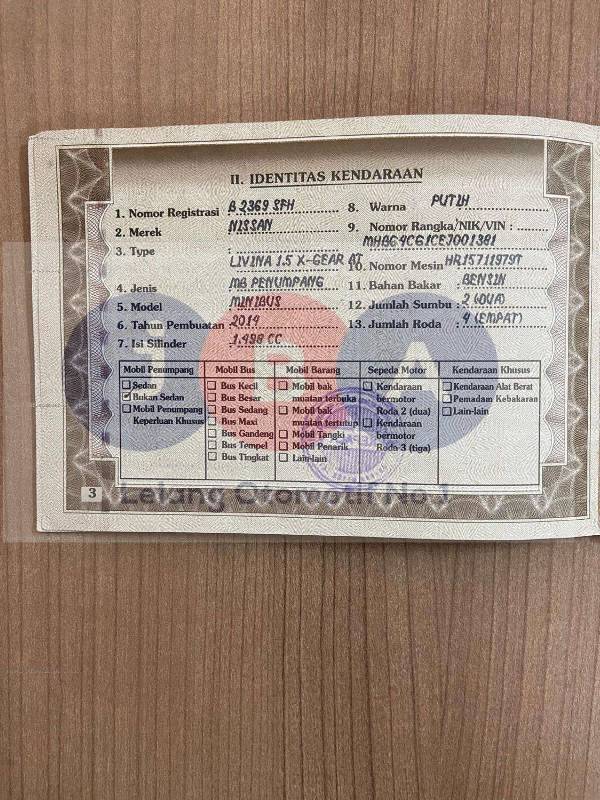 II. IDENTITAS KENDARAAN
1. Nomor Registrasi B 2369 SFH
2. Merek NISSAN
3. Type : LIVINA 1.5 X-GEAR AT
4. Jenis MB PENUMPANG
5. Model MINIBUS
6. Tahun Pembuatan 2014
7. Isi Silinder 1.498 CC
8. Warna PUTIH
9. Nomor Rangka/NIK/VIN :
MHBG4CG1CEJ001381
10. Nomor Mesin HR15711979T
11. Bahan Bakar : BENSIN
12. Jumlah Sumbu : 2 (DUA)
13. Jumlah Roda : 4 (EMPAT)
Mobil Penumpang
Sedan
Bukan Sedan
Mobil Penumpang
Keperluan Khusus
Mobil Bus
Bus Kecil
Bus Besar
Bus Sedang
Bus Maxi
Bus Gandeng
Bus Tempel
Bus Tingkat
Mobil Barang
Mobil bak
muatan terbuka
Mobil bak
muatan tertutup
Mobil Tangki
Mobil Penarik
Lain-lain
Sepeda Motor
Kendaraan
bermotor
Roda 2 (dua)
Kendaraan
bermotor
Roda 3 (tiga)
Kendaraan Khusus
Kendaraan Alat Berat
Pemadam Kebakaran
Lain-lain
3
JBA
Lelang Otomotif No.1